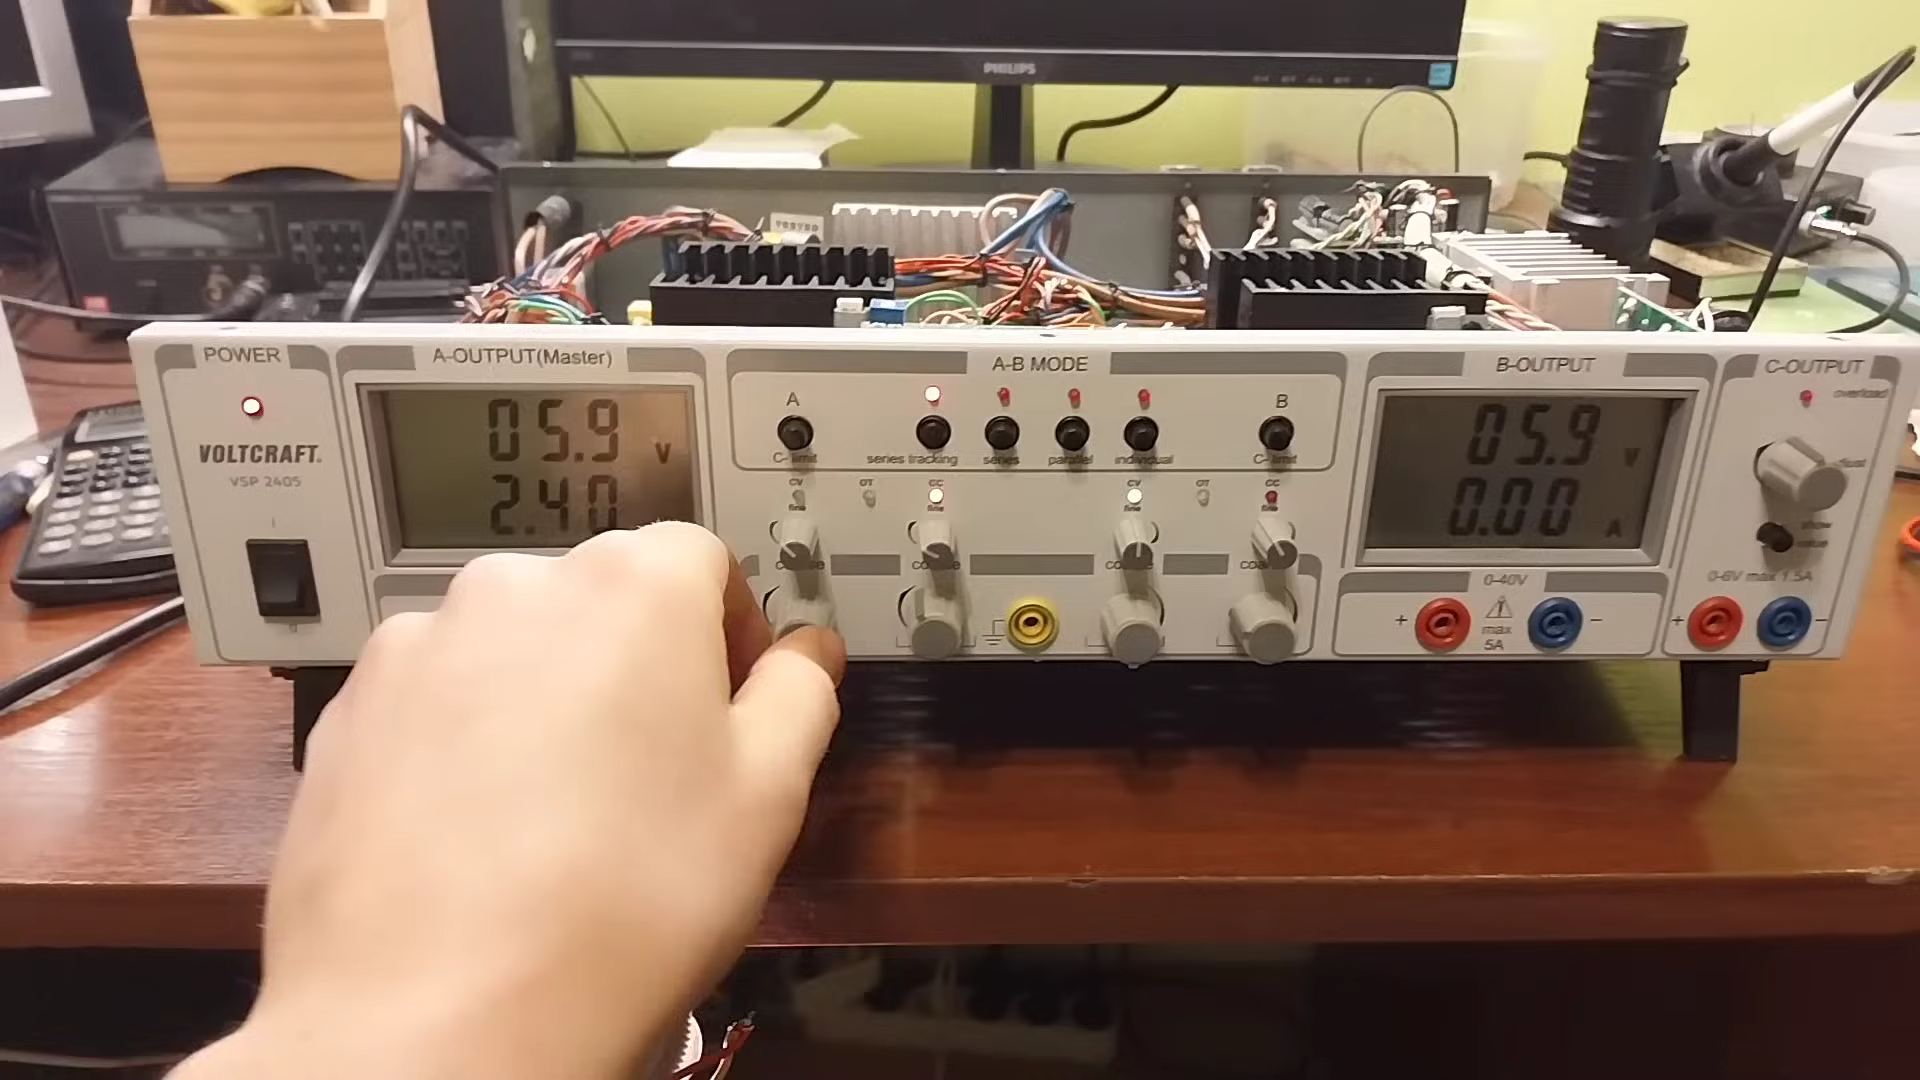 PHILIPS
POWER
A-OUTPUT(Master)
A-B MODE
B-OUTPUT
C-OUTPUT
overload
A
B
05.9 V
2.40
05.9 V
0.00 A
VOLTCRAFT.
VSP 2405
C-limit
series tracking
series
parallel
individual
C-limit
CV
OT
CC
CV
OT
CC
fine
fine
fine
fine
show
value
0-40V
0-6V max 1.5A
+
max
5A
−
+
−